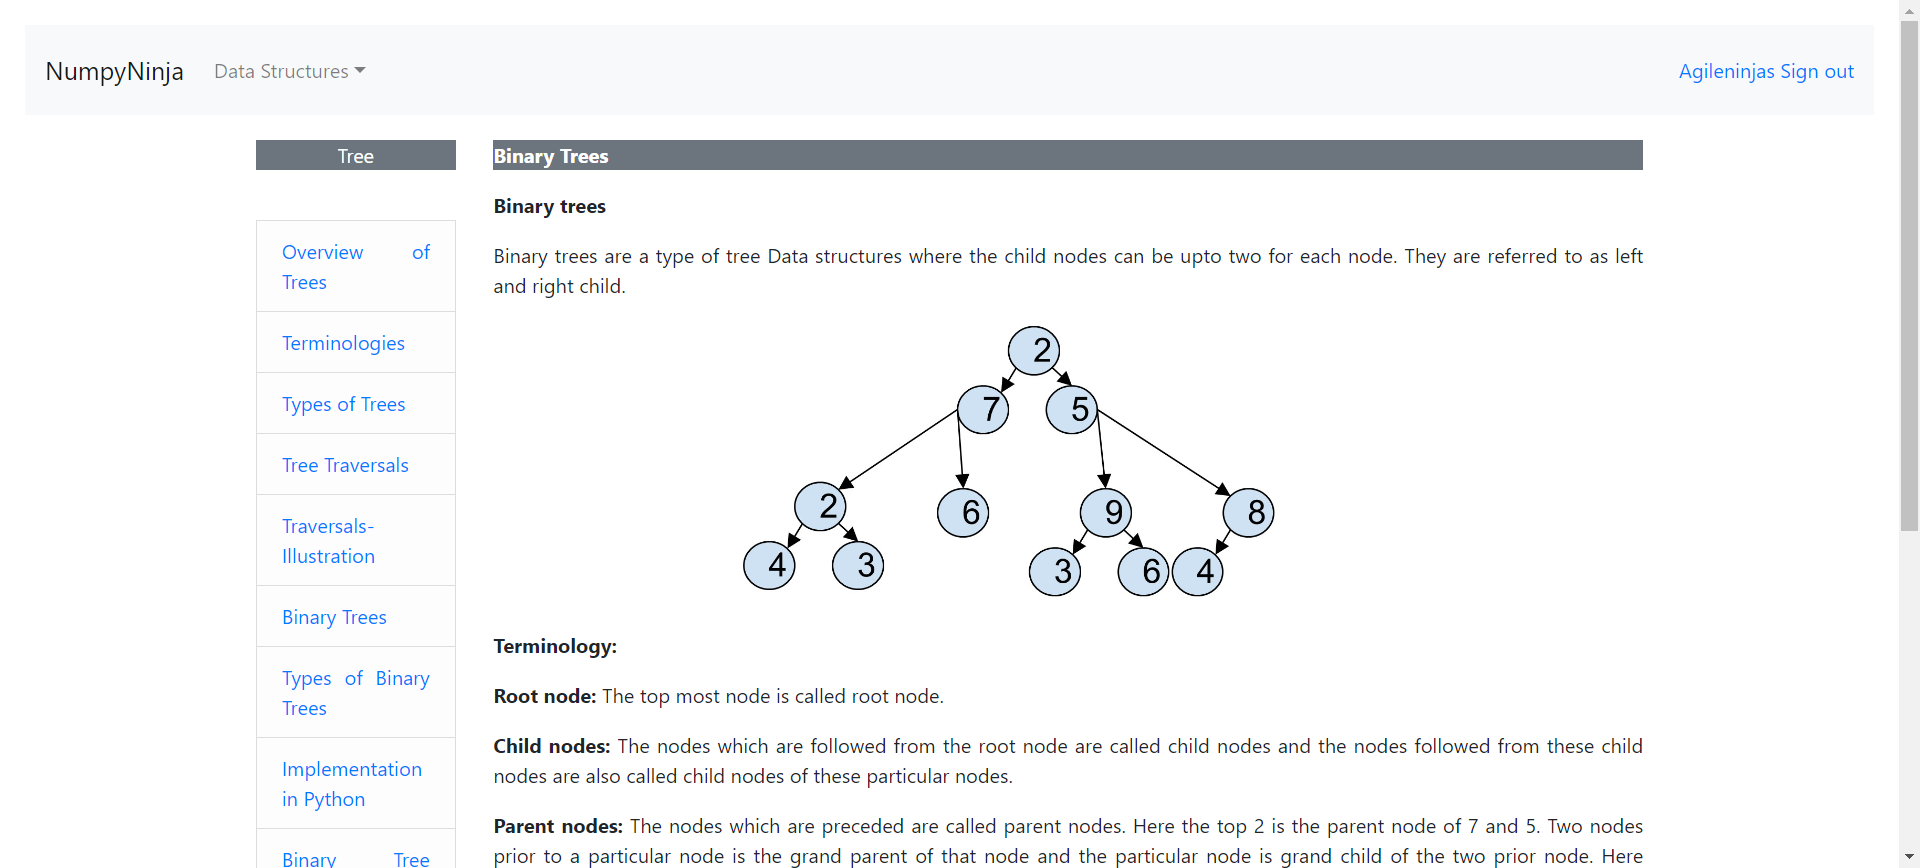 NumpyNinja
Data Structures
Agileninjas Sign out
Tree
Overview of
Trees
Terminologies
Types of Trees
Tree Traversals
Traversals-
Illustration
Binary Trees
Types of Binary
Trees
Implementation
in Python
Binary Tree
Binary Trees
Binary trees
Binary trees are a type of tree Data structures where the child nodes can be upto two for each node. They are referred to as left
and right child.
2
7 5
2 6 9 8
4 3 3 6 4
Terminology:
Root node: The top most node is called root node.
Child nodes: The nodes which are followed from the root node are called child nodes and the nodes followed from these child
nodes are also called child nodes of these particular nodes.
Parent nodes: The nodes which are preceded are called parent nodes. Here the top 2 is the parent node of 7 and 5. Two nodes
prior to a particular node is the grand parent of that node and the particular node is grand child of the two prior node. Here